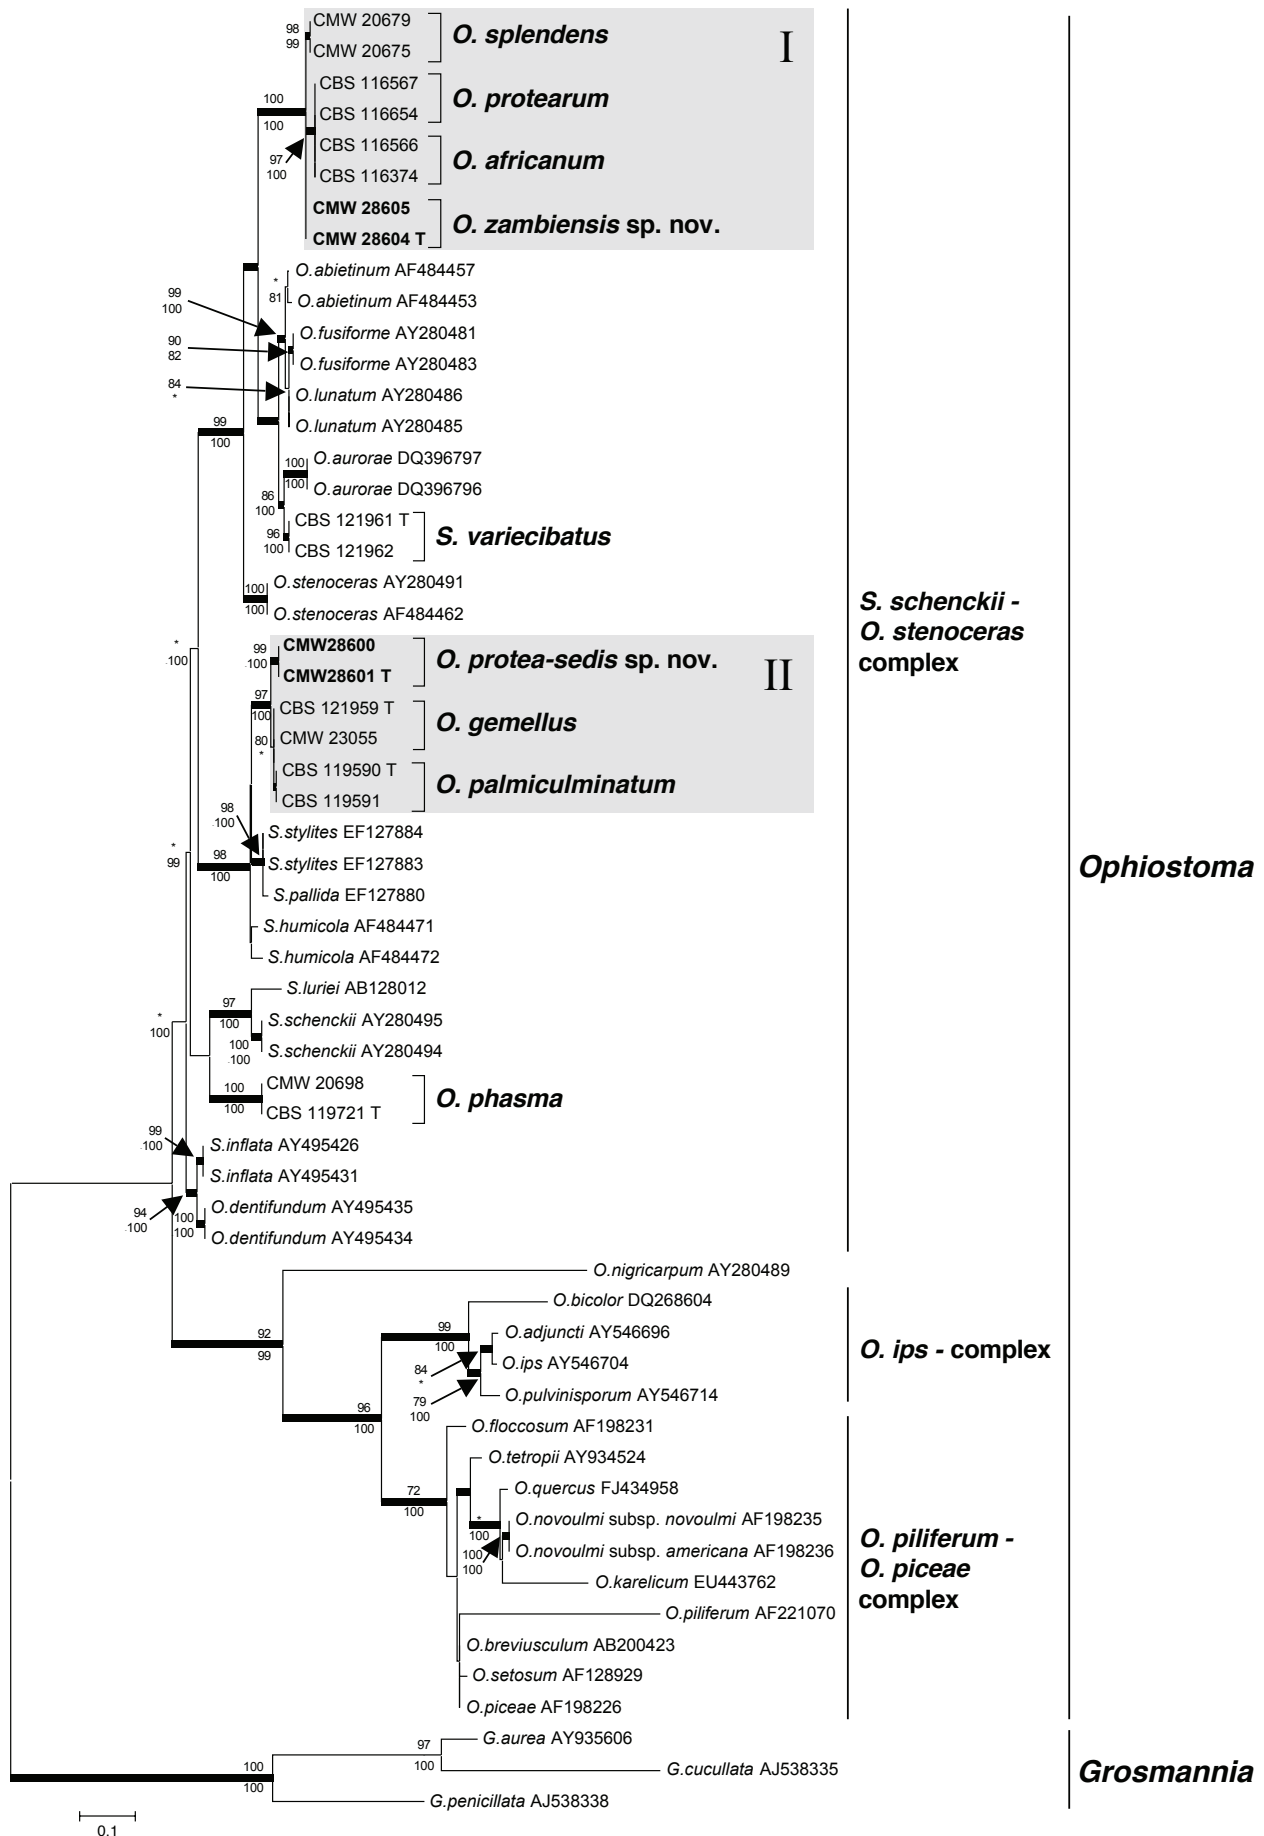 98
99
CMW 20679
CMW 20675
O. splendens
I
CBS 116567
CBS 116654
O. protearum
100
100
97
100
CBS 116566
CBS 116374
O. africanum
CMW 28605
CMW 28604 T
O. zambiensis sp. nov.
*
81
O.abietinum AF484457
O.abietinum AF484453
99
100
O.fusiforme AY280481
90
82
O.fusiforme AY280483
84
*
O.lunatum AY280486
O.lunatum AY280485
99
100
100
100
O.aurorae DQ396797
O.aurorae DQ396796
86
100
96
100
CBS 121961 T
CBS 121962
S. variecibatus
100
100
O.stenoceras AY280491
O.stenoceras AF484462
S. schenckii -
O. stenoceras
complex
*
100
99
100
CMW28600
CMW28601 T
O. protea-sedis sp. nov.
II
97
100
CBS 121959 T
CMW 23055
O. gemellus
80
*
CBS 119590 T
CBS 119591
O. palmiculminatum
98
100
S.stylites EF127884
S.stylites EF127883
*
99
98
100
S.pallida EF127880
Ophiostoma
S.humicola AF484471
S.humicola AF484472
97
100
S.luriei AB128012
*
100
100
100
S.schenckii AY280495
S.schenckii AY280494
100
100
CMW 20698
CBS 119721 T
O. phasma
99
100
S.inflata AY495426
S.inflata AY495431
94
100
100
100
O.dentifundum AY495435
O.dentifundum AY495434
O.nigricarpum AY280489
92
99
O.bicolor DQ268604
99
100
O.adjuncti AY546696
O. ips - complex
84
*
O.ips AY546704
79
100
O.pulvinisporum AY546714
96
100
O.floccosum AF198231
O.tetropii AY934524
72
100
O.quercus FJ434958
*
100
O.novoulmi subsp. novoulmi AF198235
100
100
O.novoulmi subsp. americana AF198236
O. piliferum -
O. piceae
complex
O.karelicum EU443762
O.piliferum AF221070
O.breviusculum AB200423
O.setosum AF128929
O.piceae AF198226
97
100
G.aurea AY935606
G.cucullata AJ538335
Grosmannia
100
100
G.penicillata AJ538338
0.1